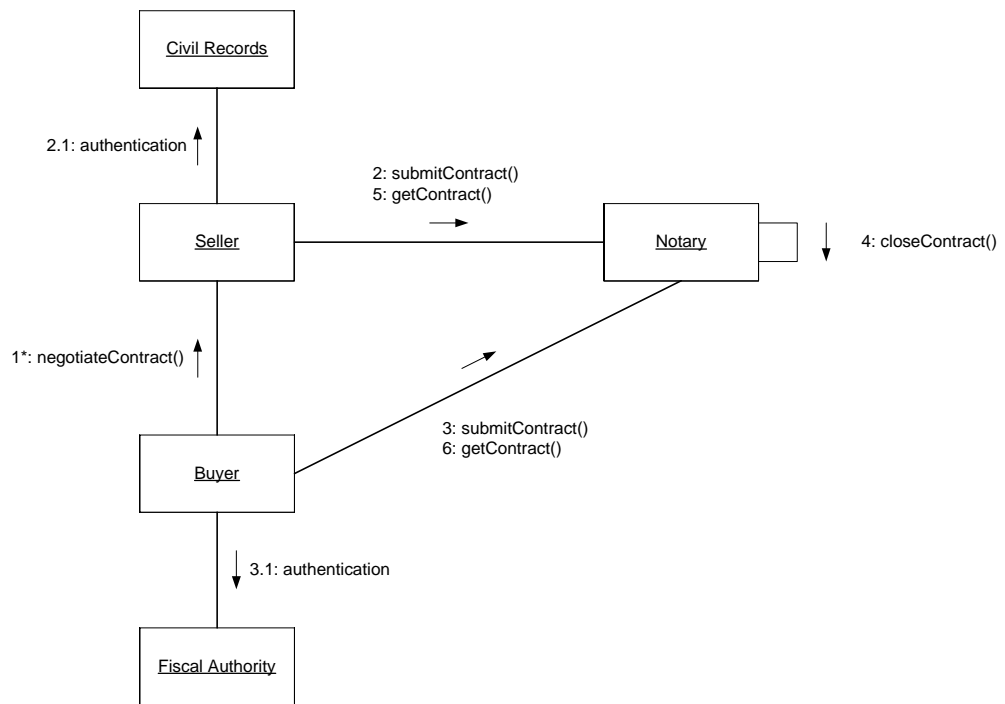 Civil Records
2.1: authentication
2: submitContract()
5: getContract()
Seller
Notary
4: closeContract()
1*: negotiateContract()
3: submitContract()
6: getContract()
Buyer
3.1: authentication
Fiscal Authority